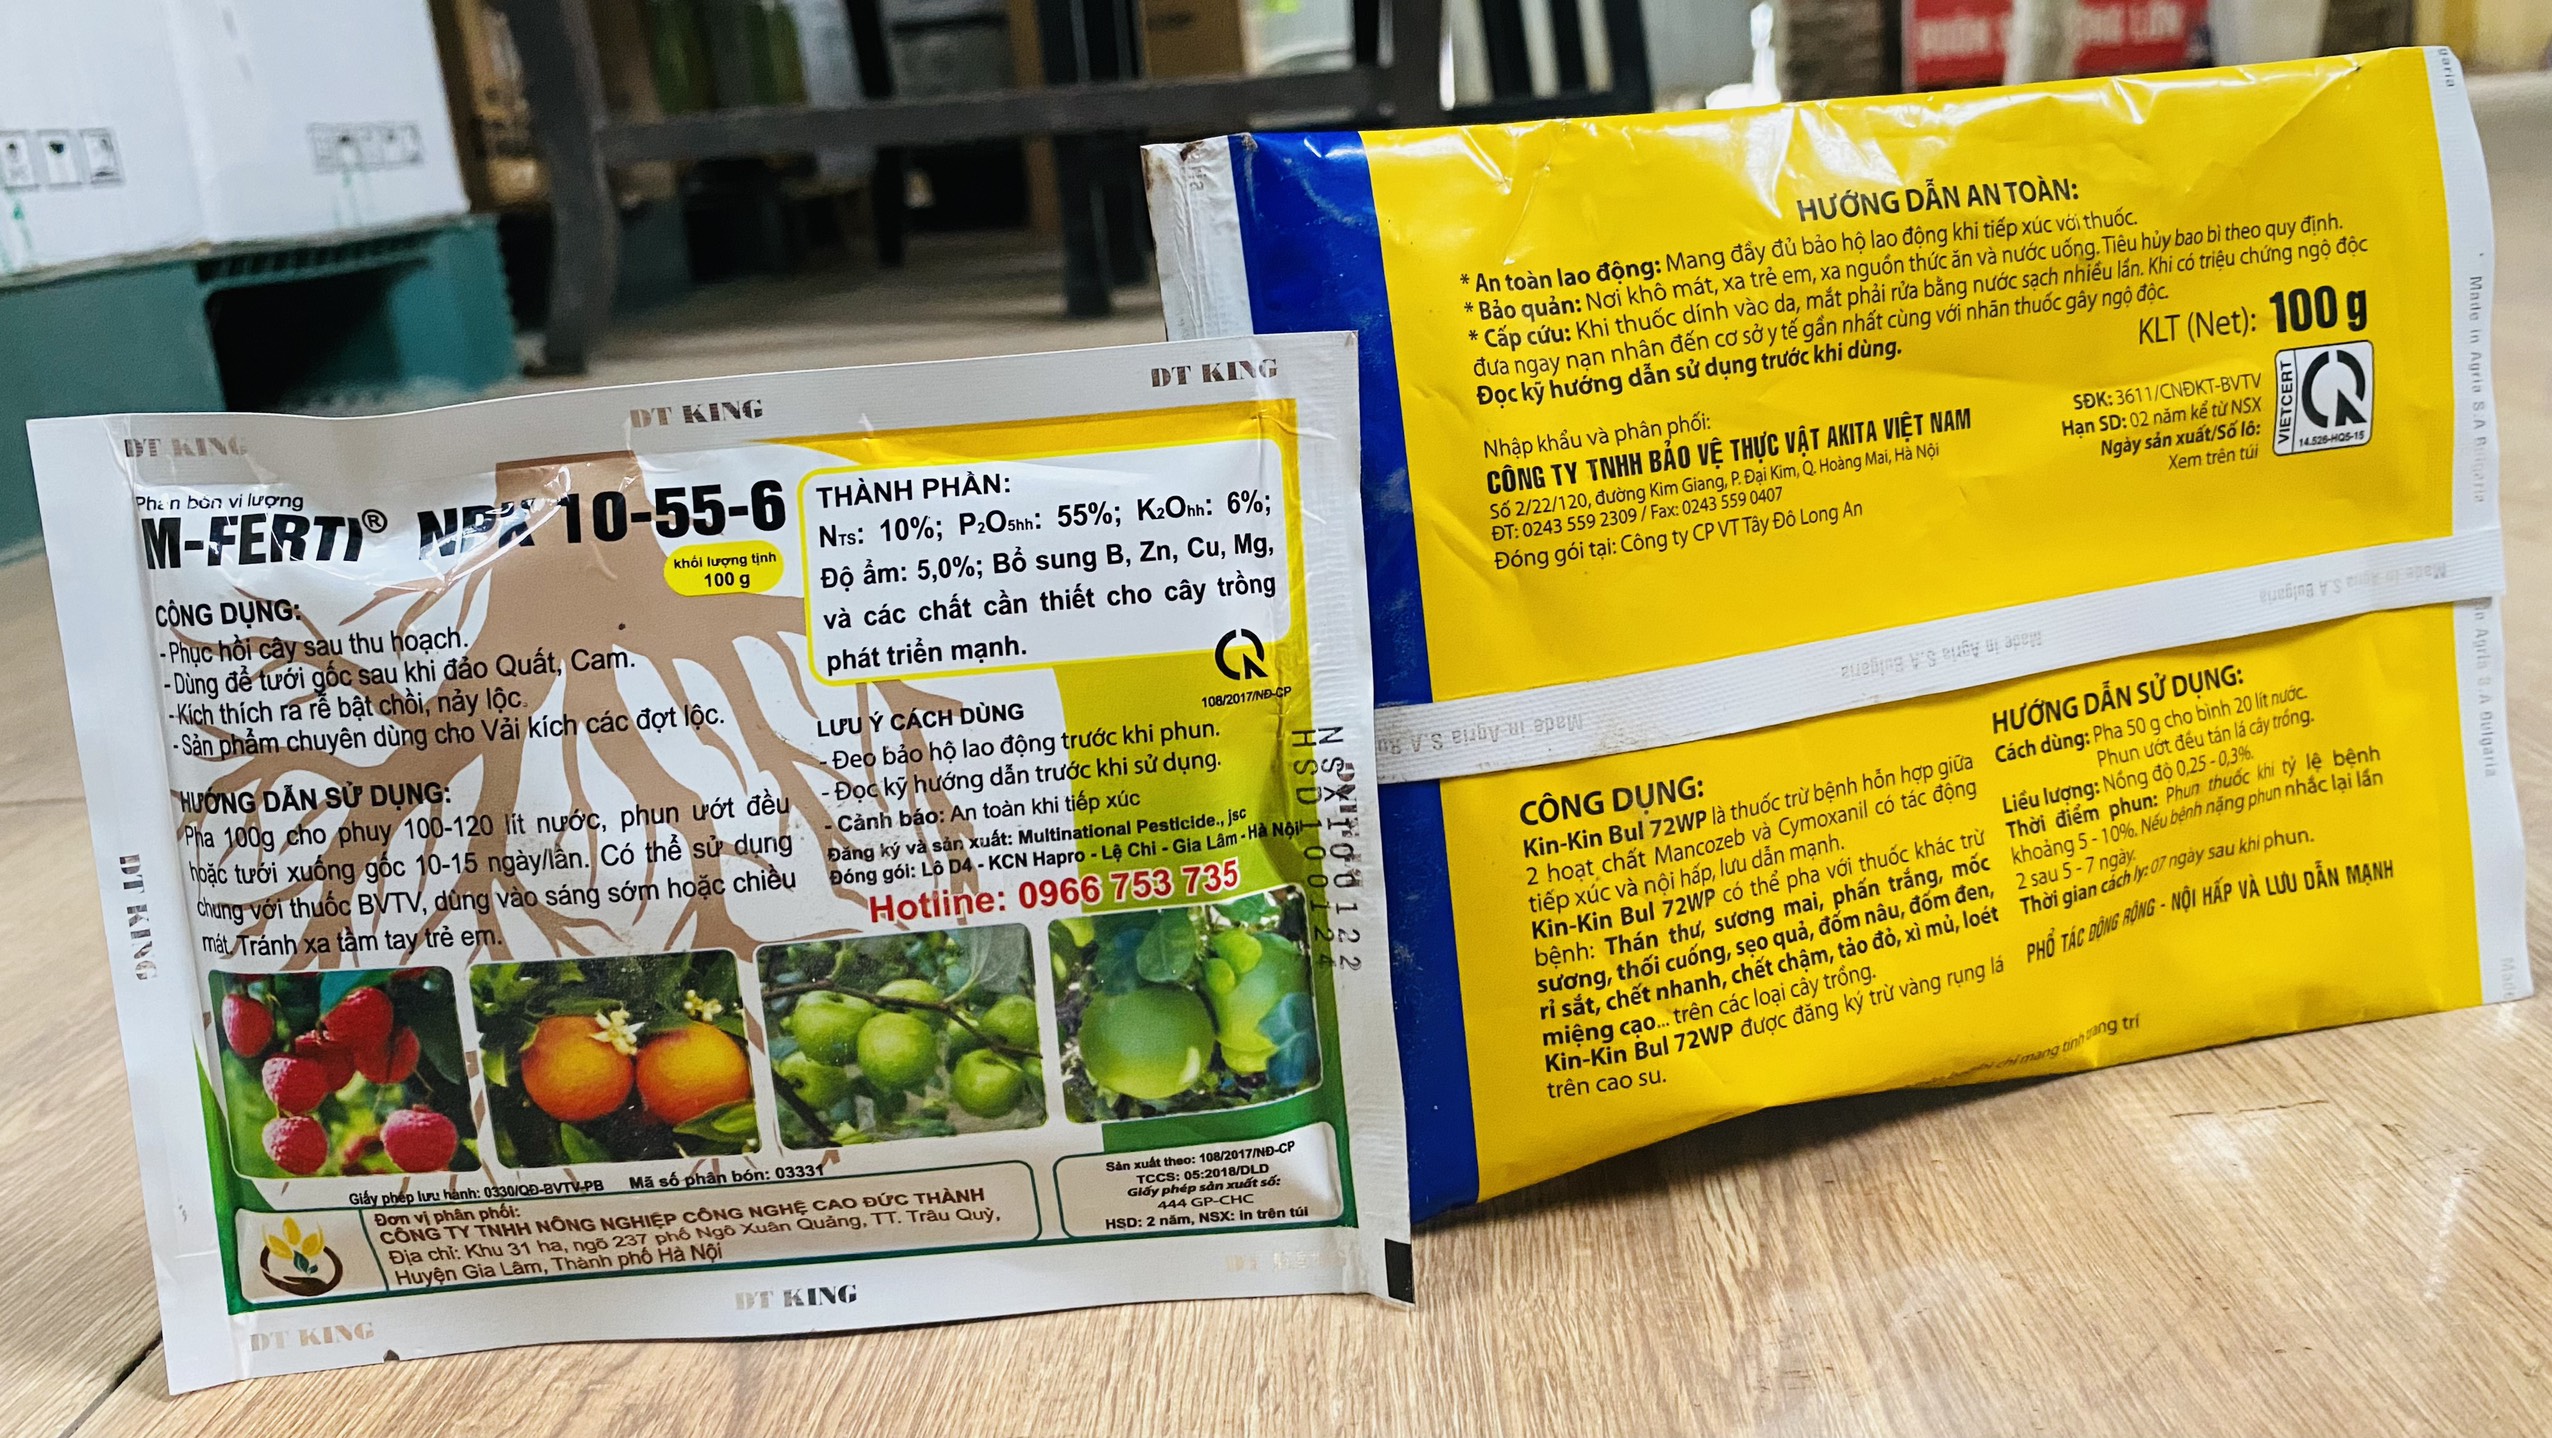 DT KING
DT KING
DT KING
Phân bón vi lượng
M-FERTI® NPK 10-55-6
khối lượng tịnh
100 g
CÔNG DỤNG:
- Phục hồi cây sau thu hoạch.
- Dùng để tưới gốc sau khi đảo Quất, Cam.
- Kích thích ra rễ bật chồi, nảy lộc.
- Sản phẩm chuyên dùng cho Vải kích các đợt lộc.
HƯỚNG DẪN SỬ DỤNG:
Pha 100g cho phuy 100-120 lít nước, phun ướt đều
hoặc tưới xuống gốc 10-15 ngày/lần. Có thể sử dụng
chung với thuốc BVTV, dùng vào sáng sớm hoặc chiều
mát. Tránh xa tầm tay trẻ em.
THÀNH PHẦN:
NTS: 10%; P2O5hh: 55%; K2Ohh: 6%;
Độ ẩm: 5,0%; Bổ sung B, Zn, Cu, Mg,
và các chất cần thiết cho cây trồng
phát triển mạnh.
108/2017/NĐ-CP
LƯU Ý CÁCH DÙNG
- Đeo bảo hộ lao động trước khi phun.
- Đọc kỹ hướng dẫn trước khi sử dụng.
- Cảnh báo: An toàn khi tiếp xúc
Đăng ký và sản xuất: Multinational Pesticide., jsc
Đóng gói: Lô D4 - KCN Hapro - Lệ Chi - Gia Lâm - Hà Nội
Hotline: 0966 753 735
NSX100122
HSD100124
DT KING
Giấy phép lưu hành: 0330/QĐ-BVTV-PB Mã số phân bón: 03331
Đơn vị phân phối:
CÔNG TY TNHH NÔNG NGHIỆP CÔNG NGHỆ CAO ĐỨC THÀNH
Địa chỉ: Khu 31 ha, ngõ 237 phố Ngô Xuân Quảng, TT. Trâu Quỳ,
Huyện Gia Lâm, Thành phố Hà Nội
Sản xuất theo: 108/2017/NĐ-CP
TCCS: 05:2018/DLD
Giấy phép sản xuất số:
444 GP-CHC
HSD: 2 năm, NSX: in trên túi
DT KING
DT KING
HƯỚNG DẪN AN TOÀN:
* An toàn lao động: Mang đầy đủ bảo hộ lao động khi tiếp xúc với thuốc.
* Bảo quản: Nơi khô mát, xa trẻ em, xa nguồn thức ăn và nước uống. Tiêu hủy bao bì theo quy định.
* Cấp cứu: Khi thuốc dính vào da, mắt phải rửa bằng nước sạch nhiều lần. Khi có triệu chứng ngộ độc
đưa ngay nạn nhân đến cơ sở y tế gần nhất cùng với nhãn thuốc gây ngộ độc.
Đọc kỹ hướng dẫn sử dụng trước khi dùng.
KLT (Net): 100 g
Nhập khẩu và phân phối:
CÔNG TY TNHH BẢO VỆ THỰC VẬT AKITA VIỆT NAM
Số 2/22/120, đường Kim Giang, P. Đại Kim, Q. Hoàng Mai, Hà Nội
ĐT: 0243 559 2309 / Fax: 0243 559 0407
Đóng gói tại: Công ty CP VT Tây Đô Long An
SĐK: 3611/CNĐKT-BVTV
Hạn SD: 02 năm kể từ NSX
Ngày sản xuất/Số lô:
Xem trên túi
VIETCERT
14.526-HQ5-15
Made in Agria S.A Bulgaria
Made in Agria S.A Bulgaria
Made in Agria S.A Bu
Made in Agria S.A Bulgaria
CÔNG DỤNG:
Kin-Kin Bul 72WP là thuốc trừ bệnh hỗn hợp giữa
2 hoạt chất Mancozeb và Cymoxanil có tác động
tiếp xúc và nội hấp, lưu dẫn mạnh.
Kin-Kin Bul 72WP có thể pha với thuốc khác trừ
bệnh: Thán thư, sương mai, phấn trắng, mốc
sương, thối cuống, sẹo quả, đốm nâu, đốm đen,
rỉ sắt, chết nhanh, chết chậm, tảo đỏ, xì mủ, loét
miệng cạo... trên các loại cây trồng.
Kin-Kin Bul 72WP được đăng ký trừ vàng rụng lá
trên cao su.
HƯỚNG DẪN SỬ DỤNG:
Cách dùng: Pha 50 g cho bình 20 lít nước.
Phun ướt đều tán lá cây trồng.
Liều lượng: Nồng độ 0,25 - 0,3%.
Thời điểm phun: Phun thuốc khi tỷ lệ bệnh
khoảng 5 - 10%. Nếu bệnh nặng phun nhắc lại lần
2 sau 5 - 7 ngày.
Thời gian cách ly: 07 ngày sau khi phun.
PHỔ TÁC ĐỘNG RỘNG - NỘI HẤP VÀ LƯU DẪN MẠNH
chỉ mang tính trang trí